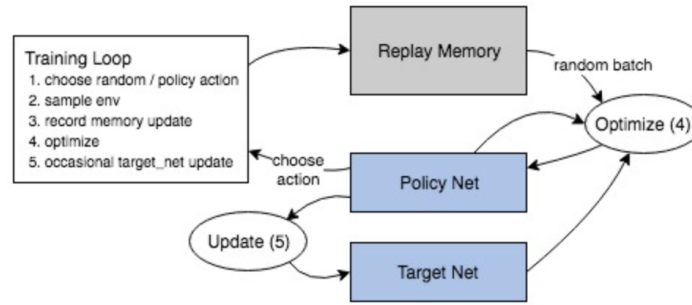 Training Loop
1. choose random / policy action
2. sample env
3. record memory update
4. optimize
5. occasional target_net update
Replay Memory
random batch
Optimize (4)
choose
action
Policy Net
Update (5)
Target Net